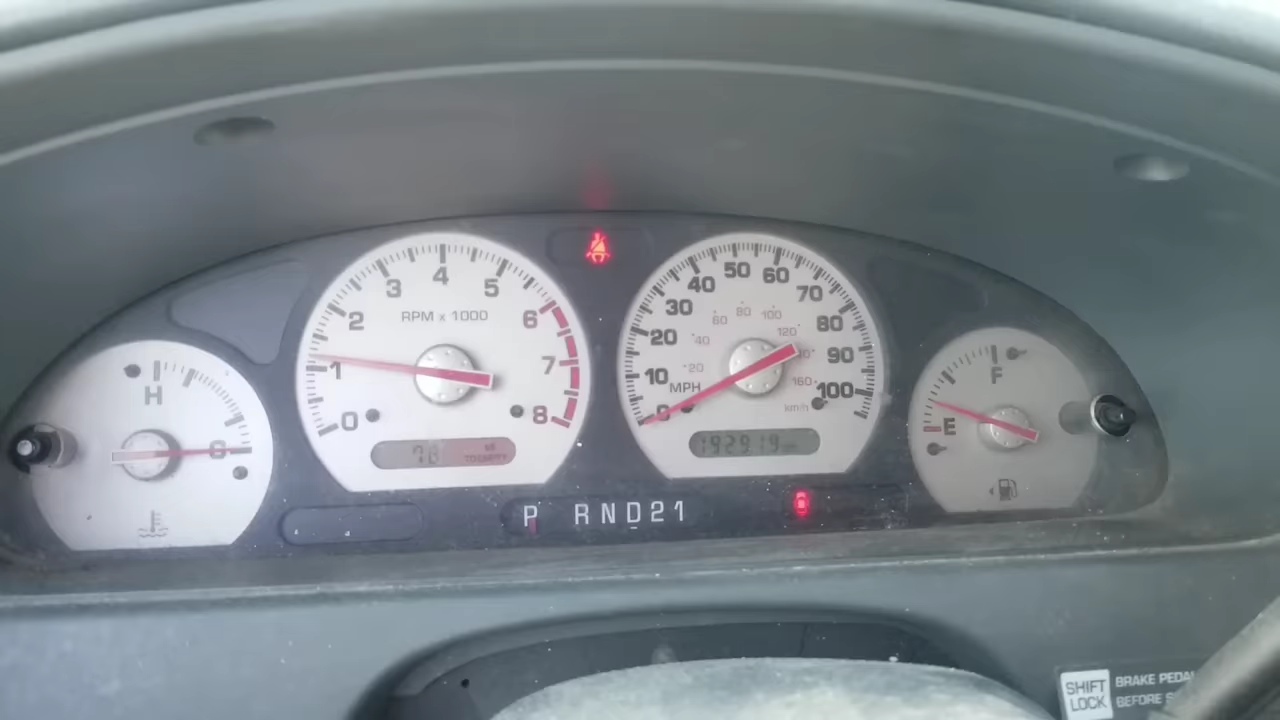 4
3 5
2 RPM x 1000 6
1 7
0 8
50
40 60
30 70
60 80 100
20 40 120 80
10 20 90
MPH 160 100
0 km/h
H
C
F
E
78 MI
TO EMPTY
192919
P RND21
SHIFT
LOCK
BRAKE PEDA
BEFORE S